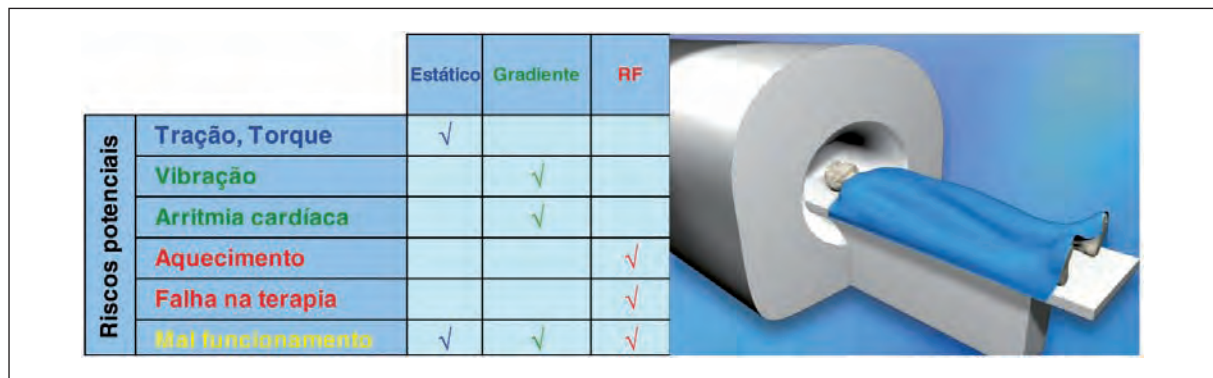 Estático Gradiente RF
Riscos potenciais
Tração, Torque √
Vibração √
Arritmia cardíaca √
Aquecimento √
Falha na terapia √
Mal funcionamento √ √ √